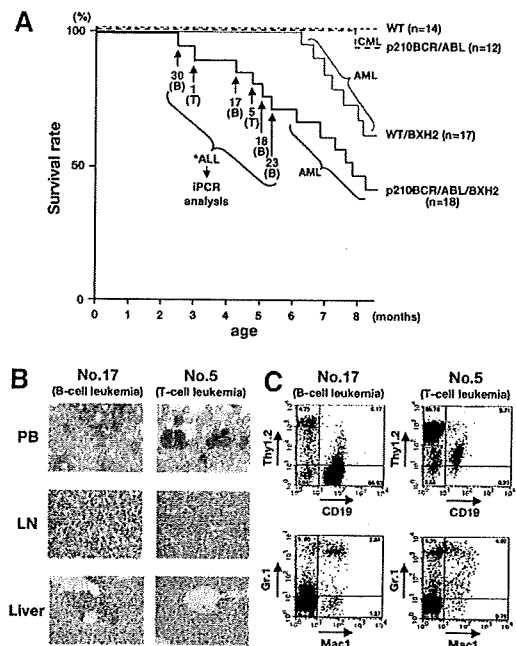 A
(%)
100
50
0
Survival rate
0 1 2 3 4 5 6 7 8 (months)
age
30
(B)
1
(T)
17
(B)
5
(T)
18
(B)
23
(B)
*ALL
iPCR
analysis
AML
AML
CML
WT (n=14)
p210BCR/ABL (n=12)
WT/BXH2 (n=17)
p210BCR/ABL/BXH2
(n=18)
B
No.17
(B-cell leukemia)
No.5
(T-cell leukemia)
PB
LN
Liver
C
No.17
(B-cell leukemia)
No.5
(T-cell leukemia)
Thy1.2
CD19
Thy1.2
CD19
Gr.1
Mac1
Gr.1
Mac1